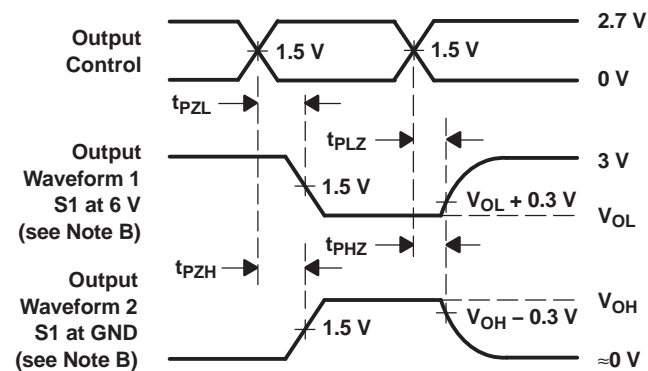 Output
Control
1.5 V
1.5 V
2.7 V
0 V
tPZL
tPLZ
Output
Waveform 1
S1 at 6 V
(see Note B)
1.5 V
3 V
VOL + 0.3 V
VOL
tPZH
tPHZ
Output
Waveform 2
S1 at GND
(see Note B)
1.5 V
VOH
VOH − 0.3 V
≈0 V